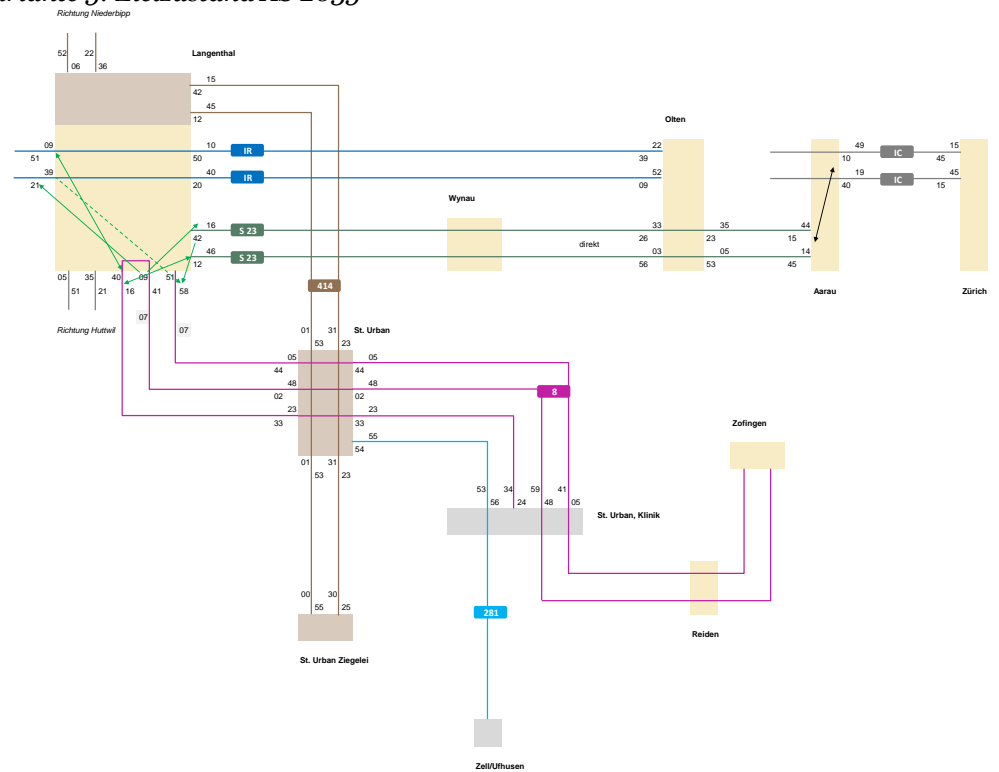 Zielzustand AS 2035
Richtung Niederbipp
52 22
06 36
Langenthal
15
42
45
12
Olten
09 10 IR 22
51 50 39
39 40 IR 52
21 20 09
49 IC 15
10 45
19 IC 45
40 15
Wynau
16 S 23 33 35 44
42 direkt 26 23 15
46 S 23 03 05 14
12 56 53 45
Aarau
Zürich
05 35 40 09 51
51 21 16 41 58
414
07
07
Richtung Huttwil
St. Urban
01 31
53 23
05 05
44 44
48 48
02 02
23 23
33 33
55
54
8
01 31
53 23
Zofingen
53 34 59 41
56 24 48 05
St. Urban, Klinik
00 30
55 25
281
Reiden
St. Urban Ziegelei
Zell/Ufhusen